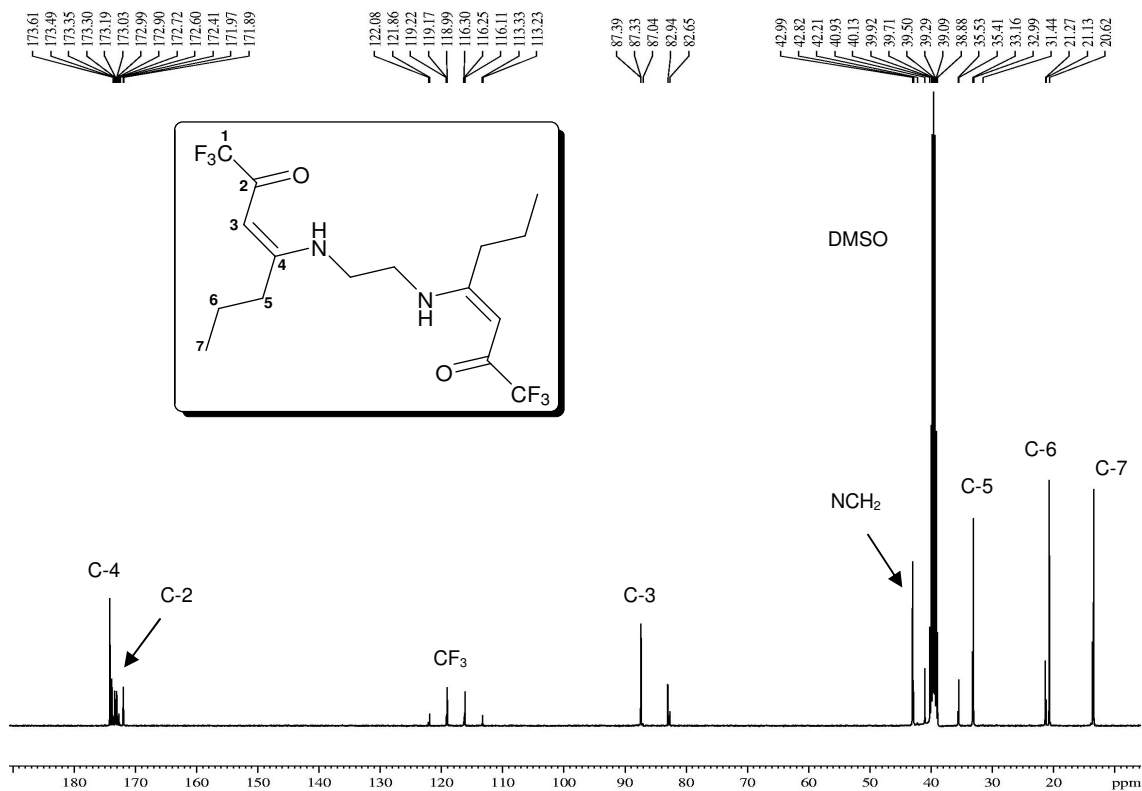 173.61 173.49 173.35 173.30 173.19 173.03 172.99 172.90 172.72 172.60 172.41 171.97 171.89
122.08 121.86 119.22 119.17 118.99 116.30 116.25 116.11 113.33 113.23
87.39 87.33 87.04 82.94 82.65
42.99 42.82 42.21 40.93 40.13 39.92 39.71 39.50 39.29 39.09 38.88 35.53 35.41 33.16 32.99 31.44 21.27 21.13 20.62
1
F₃C
2
O
3
H
N
4
6
5
7
N
H
O
CF₃
DMSO
C-6
C-7
C-5
NCH₂
C-4
C-2
C-3
CF₃
180 170 160 150 140 130 120 110 100 90 80 70 60 50 40 30 20 ppm